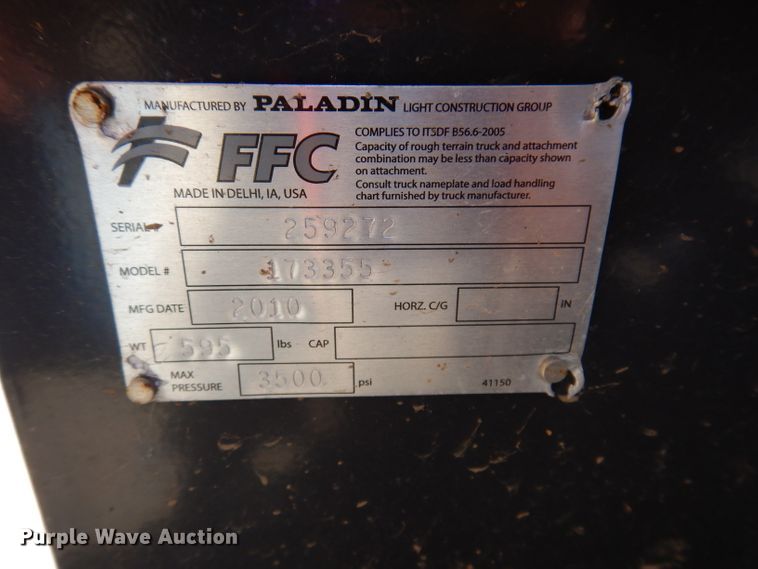 MANUFACTURED BY PALADIN LIGHT CONSTRUCTION GROUP
FFC
MADE IN DELHI, IA, USA
COMPLIES TO ITSDF B56.6-2005
Capacity of rough terrain truck and attachment
combination may be less than capacity shown
on attachment.
Consult truck nameplate and load handling
chart furnished by truck manufacturer.
SERIAL # 259272
MODEL # 173355
MFG DATE 2010 HORZ. C/G IN
WT 595 lbs CAP
MAX PRESSURE 3500 psi 41150
Purple Wave Auction